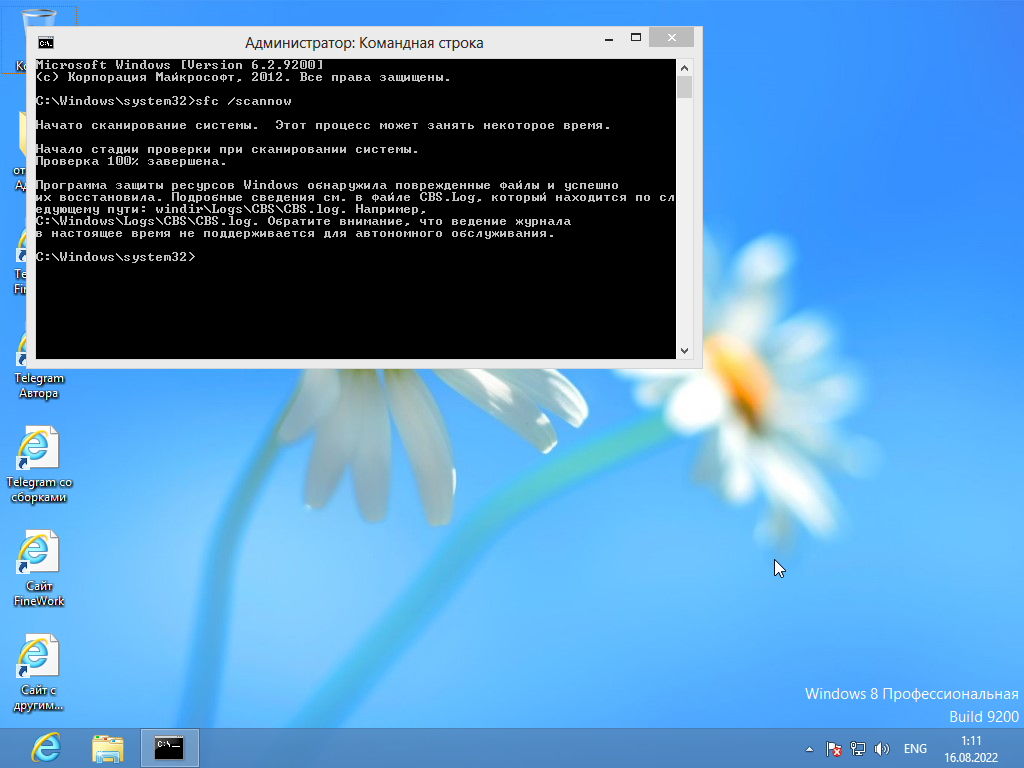 Администратор: Командная строка
Microsoft Windows [Version 6.2.9200]
(c) Корпорация Майкрософт, 2012. Все права защищены.
C:\Windows\system32>sfc /scannow
Начато сканирование системы.  Этот процесс может занять некоторое время.
Начало стадии проверки при сканировании системы.
Проверка 100% завершена.
Программа защиты ресурсов Windows обнаружила поврежденные файлы и успешно
их восстановила. Подробные сведения см. в файле CBS.Log, который находится по сл
едующему пути: windir\Logs\CBS\CBS.log. Например,
C:\Windows\Logs\CBS\CBS.log. Обратите внимание, что ведение журнала
в настоящее время не поддерживается для автономного обслуживания.
C:\Windows\system32>
Telegram
Автора
Telegram со
сборками
Сайт
FineWork
Сайт с
другим...
Windows 8 Профессиональная
Build 9200
ENG
1:11
16.08.2022